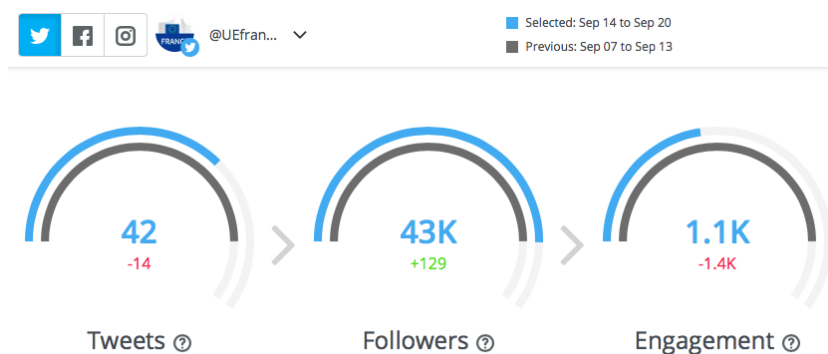 FRANCE
@UEfran...
Selected: Sep 14 to Sep 20
Previous: Sep 07 to Sep 13
42
-14
43K
+129
1.1K
-1.4K
Tweets ?
Followers ?
Engagement ?